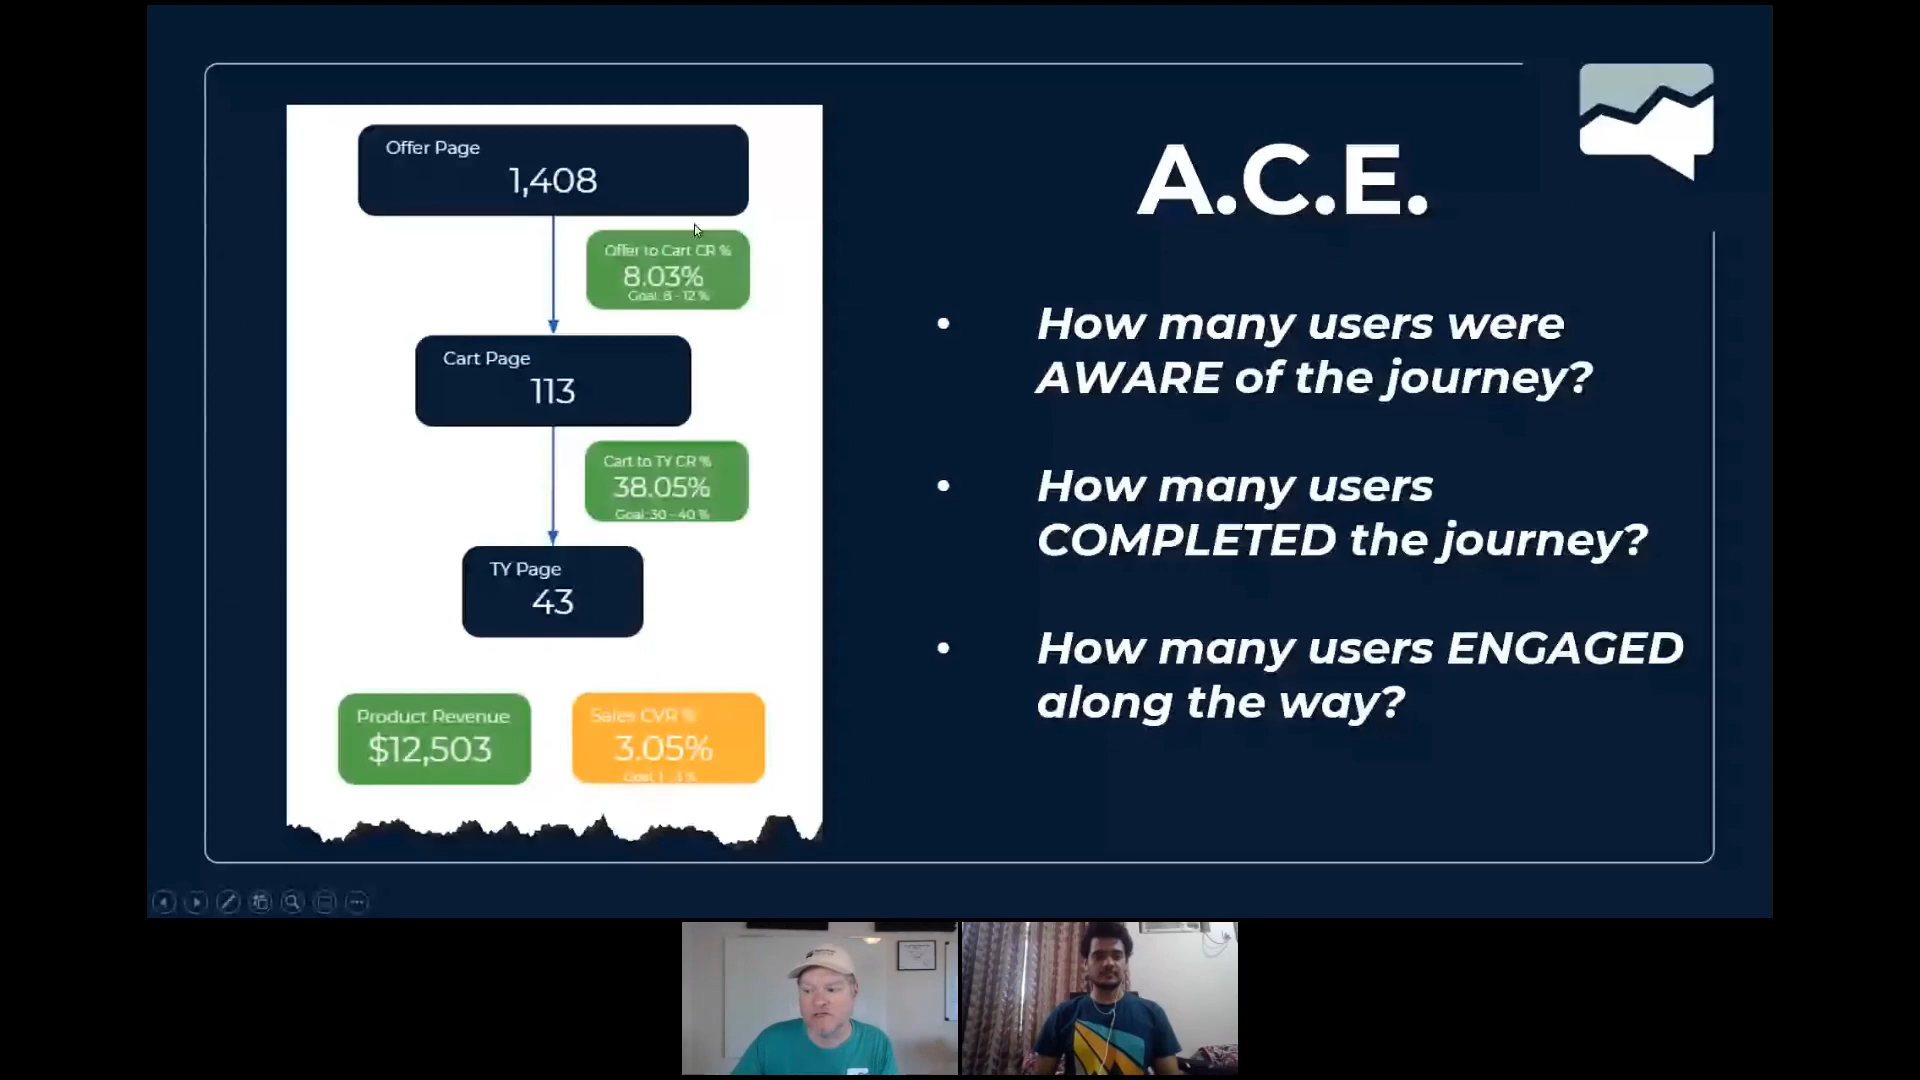 Offer Page
1,408
Offer to Cart CR %
8.03%
Goal: 8 - 12 %
Cart Page
113
Cart to TY CR %
38.05%
Goal: 30 - 40 %
TY Page
43
Product Revenue
$12,503
Sales CVR %
3.05%
Goal: 1 - 3 %
A.C.E.
• How many users were
AWARE of the journey?
• How many users
COMPLETED the journey?
• How many users ENGAGED
along the way?